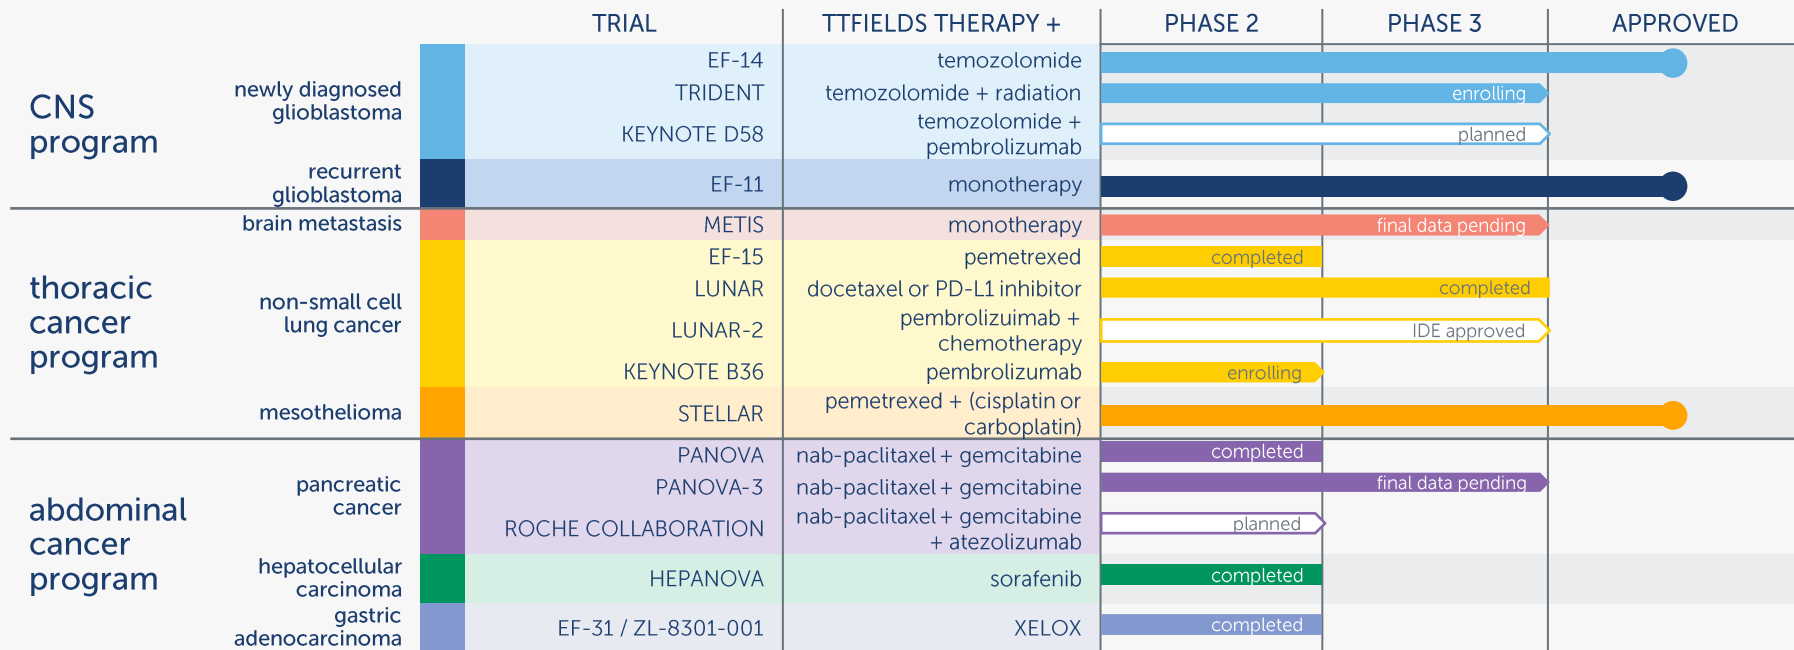 TRIAL TTFIELDS THERAPY + PHASE 2 PHASE 3 APPROVED
CNS
program
newly diagnosed
glioblastoma
EF-14 temozolomide
TRIDENT temozolomide + radiation enrolling
KEYNOTE D58 temozolomide +
pembrolizumab planned
recurrent
glioblastoma
EF-11 monotherapy
thoracic
cancer
program
brain metastasis METIS monotherapy final data pending
non-small cell
lung cancer
EF-15 pemetrexed completed
LUNAR docetaxel or PD-L1 inhibitor completed
LUNAR-2 pembrolizuimab +
chemotherapy IDE approved
KEYNOTE B36 pembrolizumab enrolling
mesothelioma STELLAR pemetrexed + (cisplatin or
carboplatin)
abdominal
cancer
program
pancreatic
cancer
PANOVA nab-paclitaxel + gemcitabine completed
PANOVA-3 nab-paclitaxel + gemcitabine final data pending
ROCHE COLLABORATION nab-paclitaxel + gemcitabine
+ atezolizumab planned
hepatocellular
carcinoma
HEPANOVA sorafenib completed
gastric
adenocarcinoma
EF-31 / ZL-8301-001 XELOX completed